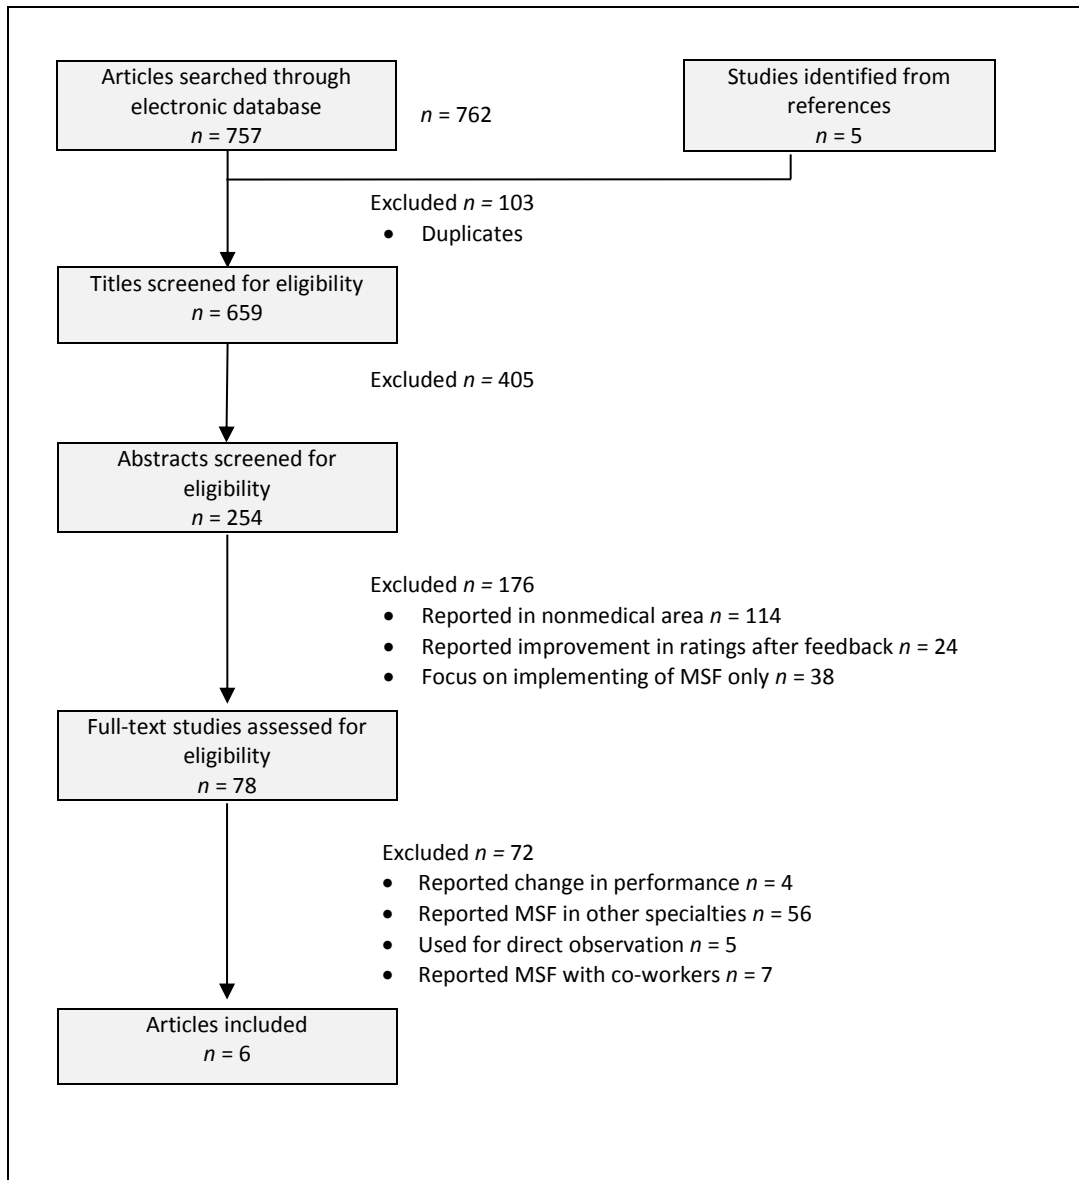 Articles searched through
electronic database
n = 757
n = 762
Studies identified from
references
n = 5
Excluded n = 103
• Duplicates
Titles screened for eligibility
n = 659
Excluded n = 405
Abstracts screened for
eligibility
n = 254
Excluded n = 176
• Reported in nonmedical area n = 114
• Reported improvement in ratings after feedback n = 24
• Focus on implementing of MSF only n = 38
Full-text studies assessed for
eligibility
n = 78
Excluded n = 72
• Reported change in performance n = 4
• Reported MSF in other specialties n = 56
• Used for direct observation n = 5
• Reported MSF with co-workers n = 7
Articles included
n = 6